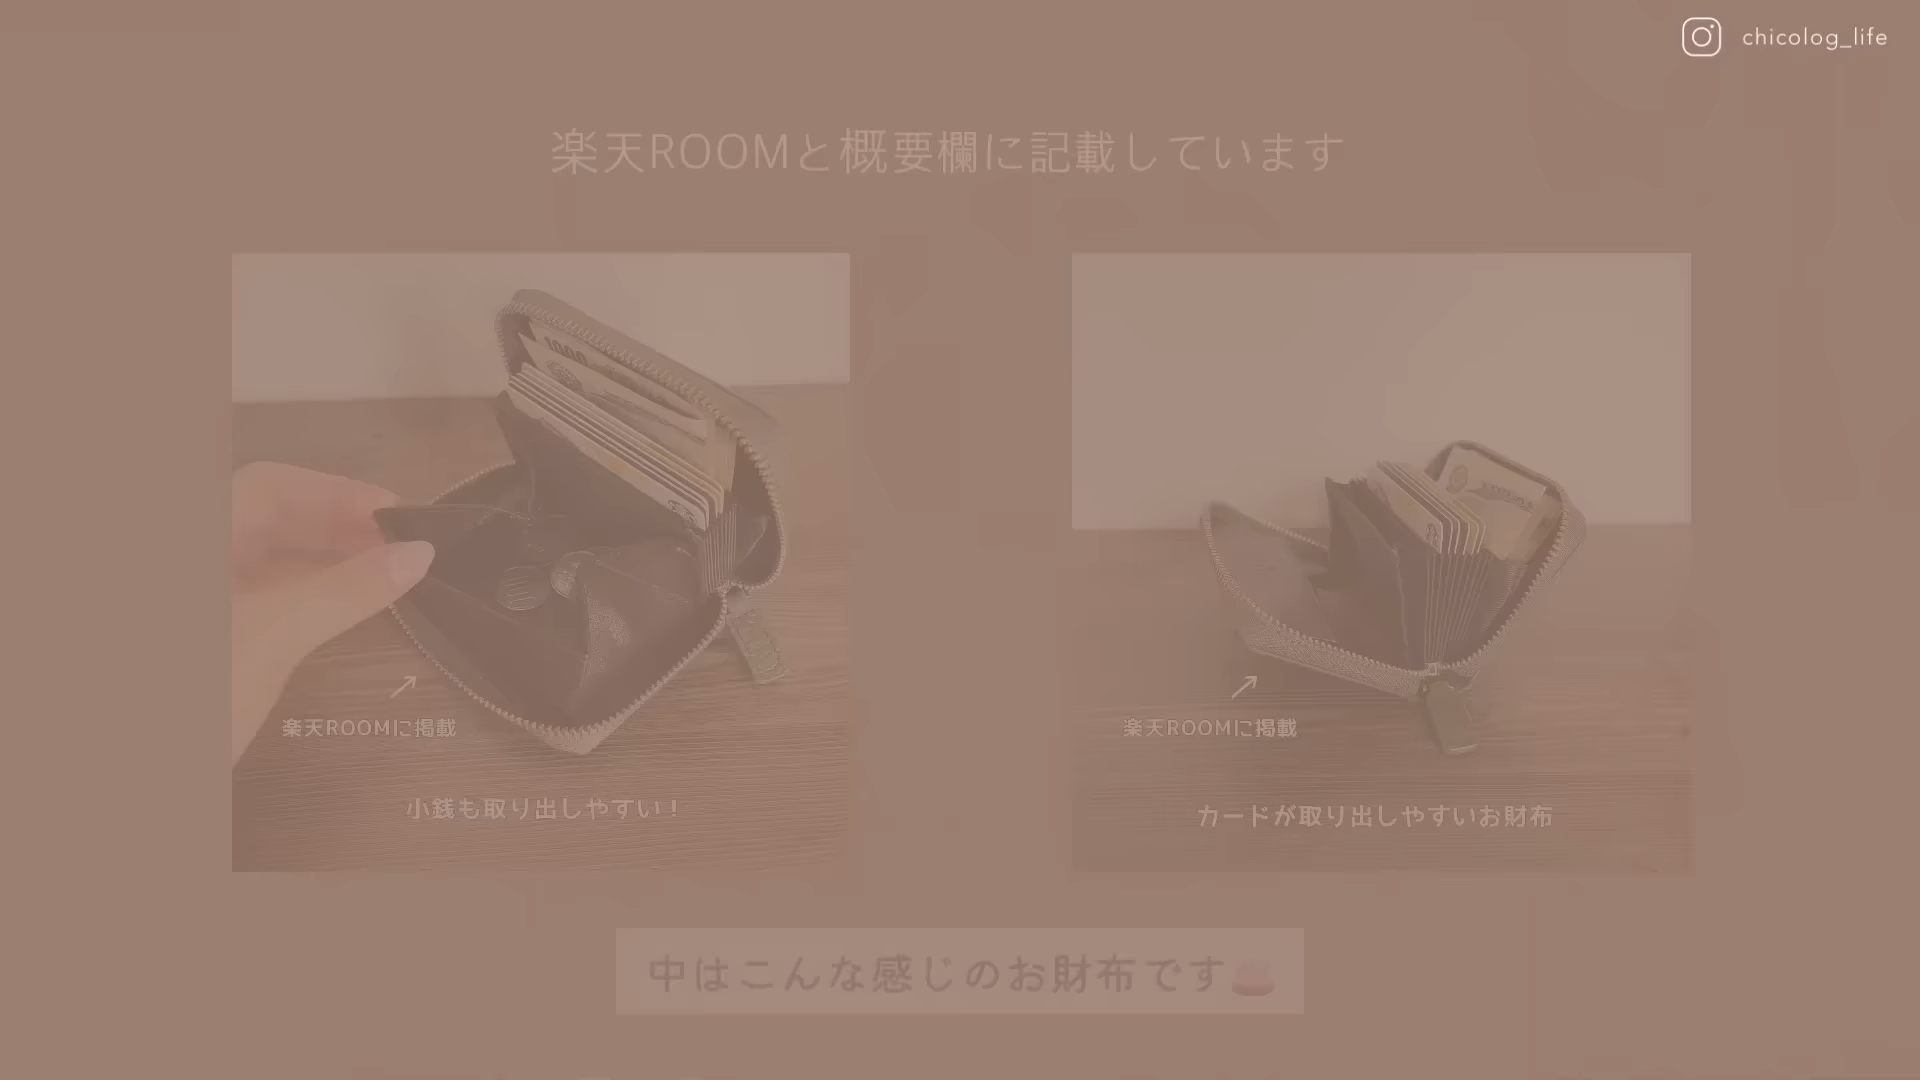 chicolog_life
楽天ROOMと概要欄に記載しています
1000
楽天ROOMに掲載
小銭も取り出しやすい！
楽天ROOMに掲載
カードが取り出しやすいお財布
中はこんな感じのお財布です👛